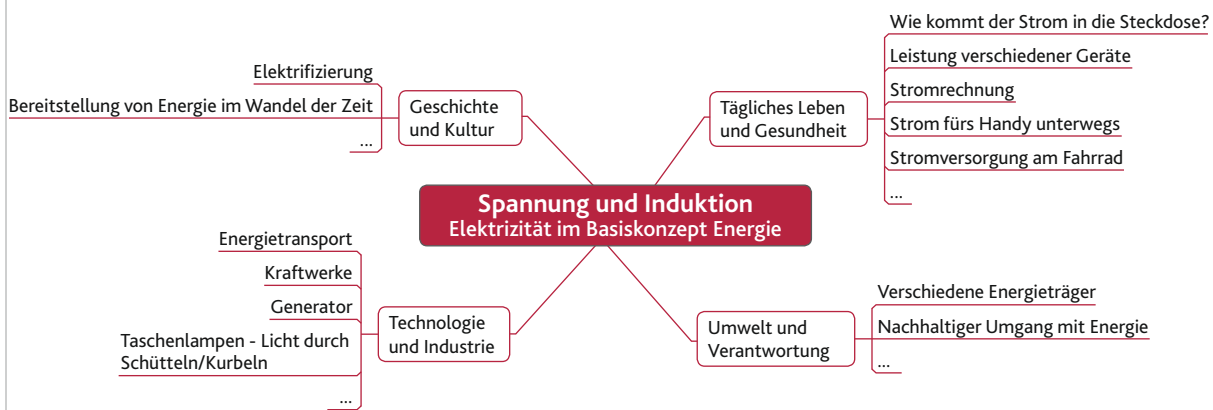 Spannung und Induktion
Elektrizität im Basiskonzept Energie
Geschichte
und Kultur
Elektrifizierung
Bereitstellung von Energie im Wandel der Zeit
...
Tägliches Leben
und Gesundheit
Wie kommt der Strom in die Steckdose?
Leistung verschiedener Geräte
Stromrechnung
Strom fürs Handy unterwegs
Stromversorgung am Fahrrad
...
Technologie
und Industrie
Energietransport
Kraftwerke
Generator
Taschenlampen - Licht durch
Schütteln/Kurbeln
...
Umwelt und
Verantwortung
Verschiedene Energieträger
Nachhaltiger Umgang mit Energie
...